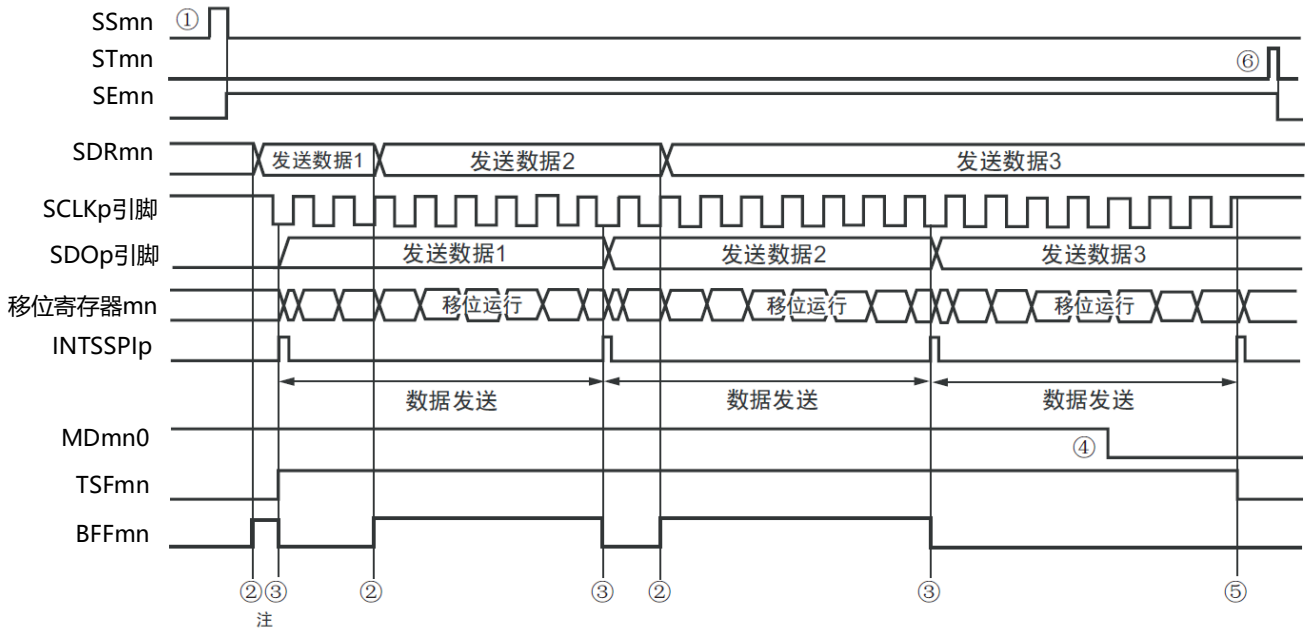 SSmn ①
STmn ⑥
SEmn
SDRmn 发送数据1 发送数据2 发送数据3
SCLKp引脚
SDOp引脚 发送数据1 发送数据2 发送数据3
移位寄存器mn 移位运行 移位运行 移位运行
INTSSPIp
数据发送 数据发送 数据发送
MDmn0 ④
TSFmn
BFFmn
②③ ② ③ ② ③ ⑤
注